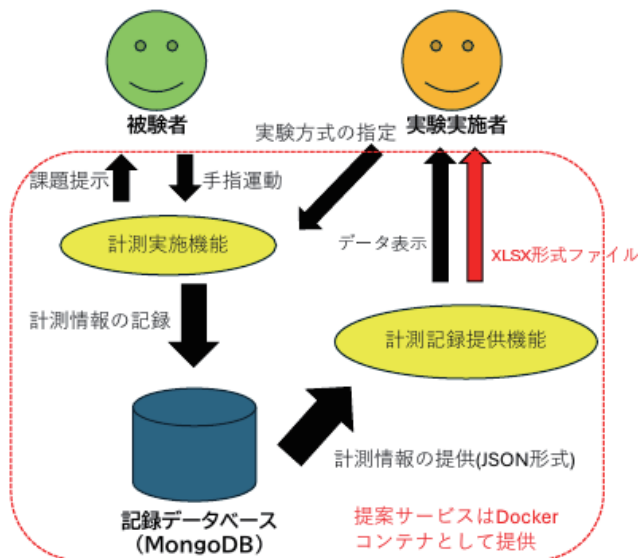 被験者
実験実施者
実験方式の指定
課題提示
手指運動
計測実施機能
データ表示
XLSX形式ファイル
計測情報の記録
計測記録提供機能
計測情報の提供(JSON形式)
記録データベース
（MongoDB）
提案サービスはDocker
コンテナとして提供